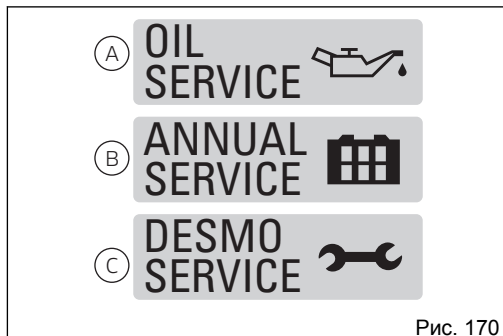 A
OIL
SERVICE
B
ANNUAL
SERVICE
C
DESMO
SERVICE
Рис. 170